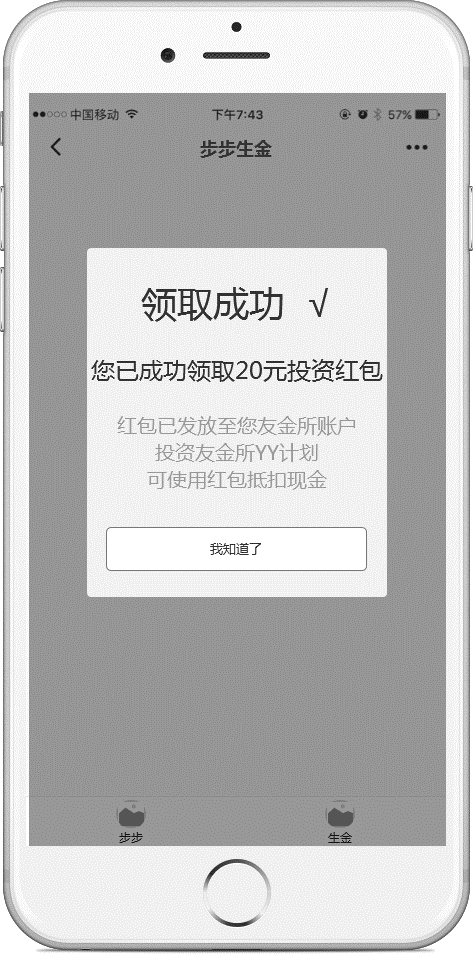 中国移动 下午7:43 57%
步步生金
领取成功 √
您已成功领取20元投资红包
红包已发放至您友金所账户
投资友金所YY计划
可使用红包抵扣现金
我知道了
步步 生金